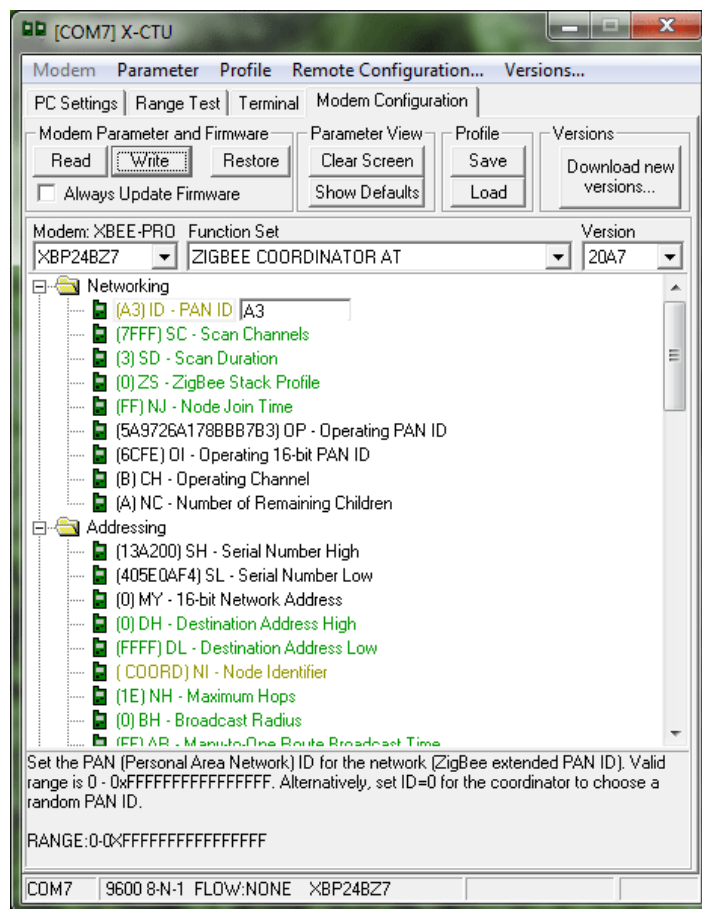 [COM7] X-CTU
Modem Parameter Profile Remote Configuration... Versions...
PC Settings Range Test Terminal Modem Configuration
Modem Parameter and Firmware Parameter View Profile Versions
Read Write Restore Clear Screen Save Download new versions...
Always Update Firmware Show Defaults Load
Modem: XBEE-PRO Function Set Version
XBP24BZ7 ZIGBEE COORDINATOR AT 20A7
Networking
(A3) ID - PAN ID A3
(7FFF) SC - Scan Channels
(3) SD - Scan Duration
(0) ZS - ZigBee Stack Profile
(FF) NJ - Node Join Time
(5A9726A178BBB7B3) OP - Operating PAN ID
(6CFE) OI - Operating 16-bit PAN ID
(B) CH - Operating Channel
(A) NC - Number of Remaining Children
Addressing
(13A200) SH - Serial Number High
(405E0AF4) SL - Serial Number Low
(0) MY - 16-bit Network Address
(0) DH - Destination Address High
(FFFF) DL - Destination Address Low
( COORD) NI - Node Identifier
(1E) NH - Maximum Hops
(0) BH - Broadcast Radius
(FF) AR - Many-to-One Route Broadcast Time
Set the PAN (Personal Area Network) ID for the network (ZigBee extended PAN ID). Valid
range is 0 - 0xFFFFFFFFFFFFFFFF. Alternatively, set ID=0 for the coordinator to choose a
random PAN ID.
RANGE:0-0XFFFFFFFFFFFFFFFF
COM7 9600 8-N-1 FLOW:NONE XBP24BZ7